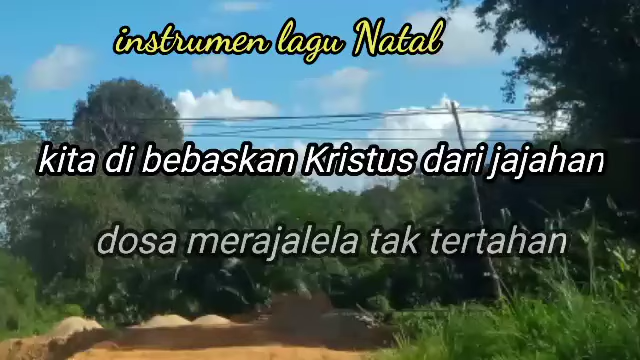 instrumen lagu Natal
kita di bebaskan Kristus dari jajahan
dosa merajalela tak tertahan